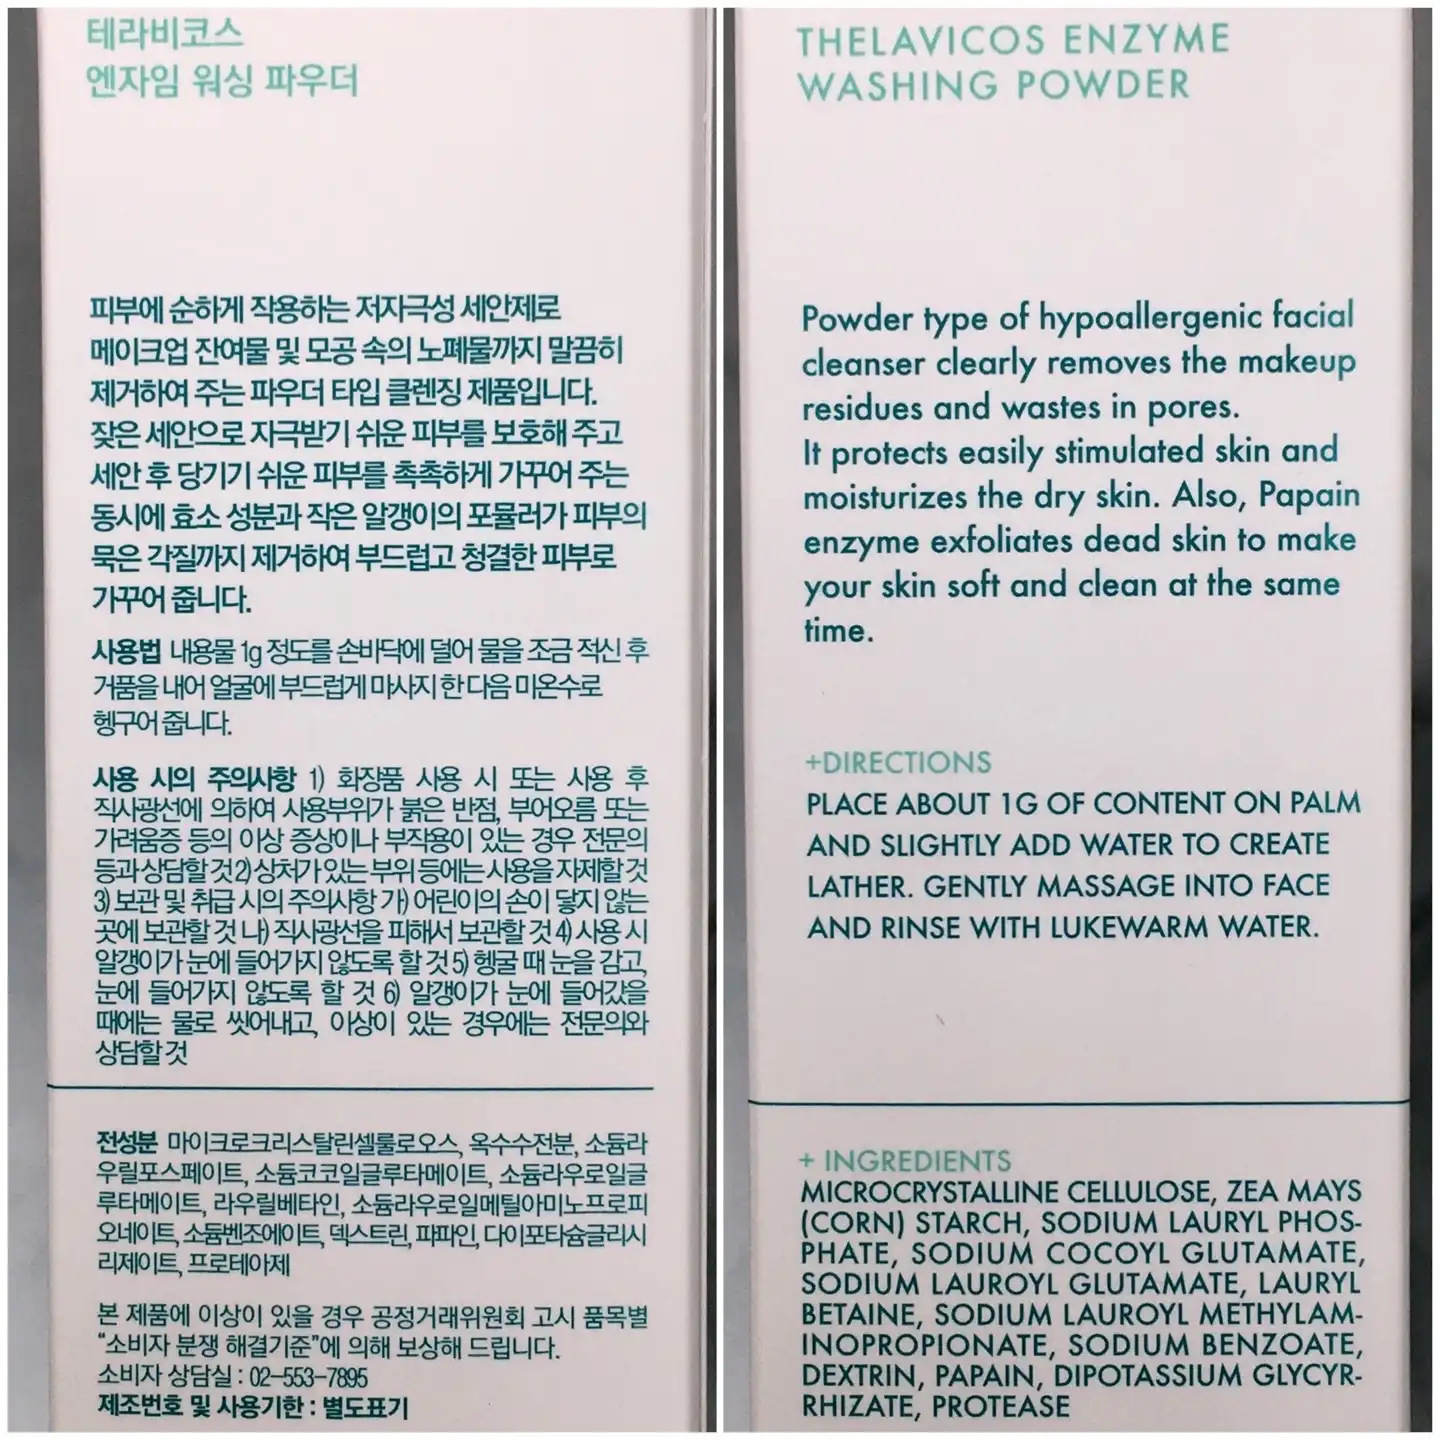 테라비코스
엔자임 워싱 파우더
피부에 순하게 작용하는 저자극성 세안제로
메이크업 잔여물 및 모공 속의 노폐물까지 말끔히
제거하여 주는 파우더 타입 클렌징 제품입니다.
잦은 세안으로 자극받기 쉬운 피부를 보호해 주고
세안 후 당기기 쉬운 피부를 촉촉하게 가꾸어 주는
동시에 효소 성분과 작은 알갱이의 포뮬러가 피부의
묵은 각질까지 제거하여 부드럽고 청결한 피부로
가꾸어 줍니다.
사용법 내용물 1g 정도를 손바닥에 덜어 물을 조금 적신 후
거품을 내어 얼굴에 부드럽게 마사지 한 다음 미온수로
헹구어 줍니다.
사용 시의 주의사항 1) 화장품 사용 시 또는 사용 후
직사광선에 의하여 사용부위가 붉은 반점, 부어오름 또는
가려움증 등의 이상 증상이나 부작용이 있는 경우 전문의
등과 상담할 것 2) 상처가 있는 부위 등에는 사용을 자제할 것
3) 보관 및 취급 시의 주의사항 가) 어린이의 손이 닿지 않는
곳에 보관할 것 나) 직사광선을 피해서 보관할 것 4) 사용 시
알갱이가 눈에 들어가지 않도록 할 것 5) 헹굴 때 눈을 감고,
눈에 들어가지 않도록 할 것 6) 알갱이가 눈에 들어갔을
때에는 물로 씻어내고, 이상이 있는 경우에는 전문의와
상담할 것
전성분 마이크로크리스탈린셀룰로오스, 옥수수전분, 소듐라
우릴포스페이트, 소듐코코일글루타메이트, 소듐라우로일글
루타메이트, 라우릴베타인, 소듐라우로일메틸아미노프로피
오네이트, 소듐벤조에이트, 덱스트린, 파파인, 다이포타슘글리시
리제이트, 프로테아제
본 제품에 이상이 있을 경우 공정거래위원회 고시 품목별
“소비자 분쟁 해결기준”에 의해 보상해 드립니다.
소비자 상담실 : 02-553-7895
제조번호 및 사용기한 : 별도표기
THELAVICOS ENZYME
WASHING POWDER
Powder type of hypoallergenic facial
cleanser clearly removes the makeup
residues and wastes in pores.
It protects easily stimulated skin and
moisturizes the dry skin. Also, Papain
enzyme exfoliates dead skin to make
your skin soft and clean at the same
time.
+DIRECTIONS
PLACE ABOUT 1G OF CONTENT ON PALM
AND SLIGHTLY ADD WATER TO CREATE
LATHER. GENTLY MASSAGE INTO FACE
AND RINSE WITH LUKEWARM WATER.
+ INGREDIENTS
MICROCRYSTALLINE CELLULOSE, ZEA MAYS
(CORN) STARCH, SODIUM LAURYL PHOS-
PHATE, SODIUM COCOYL GLUTAMATE,
SODIUM LAUROYL GLUTAMATE, LAURYL
BETAINE, SODIUM LAUROYL METHYLAM-
INOPROPIONATE, SODIUM BENZOATE,
DEXTRIN, PAPAIN, DIPOTASSIUM GLYCYR-
RHIZATE, PROTEASE